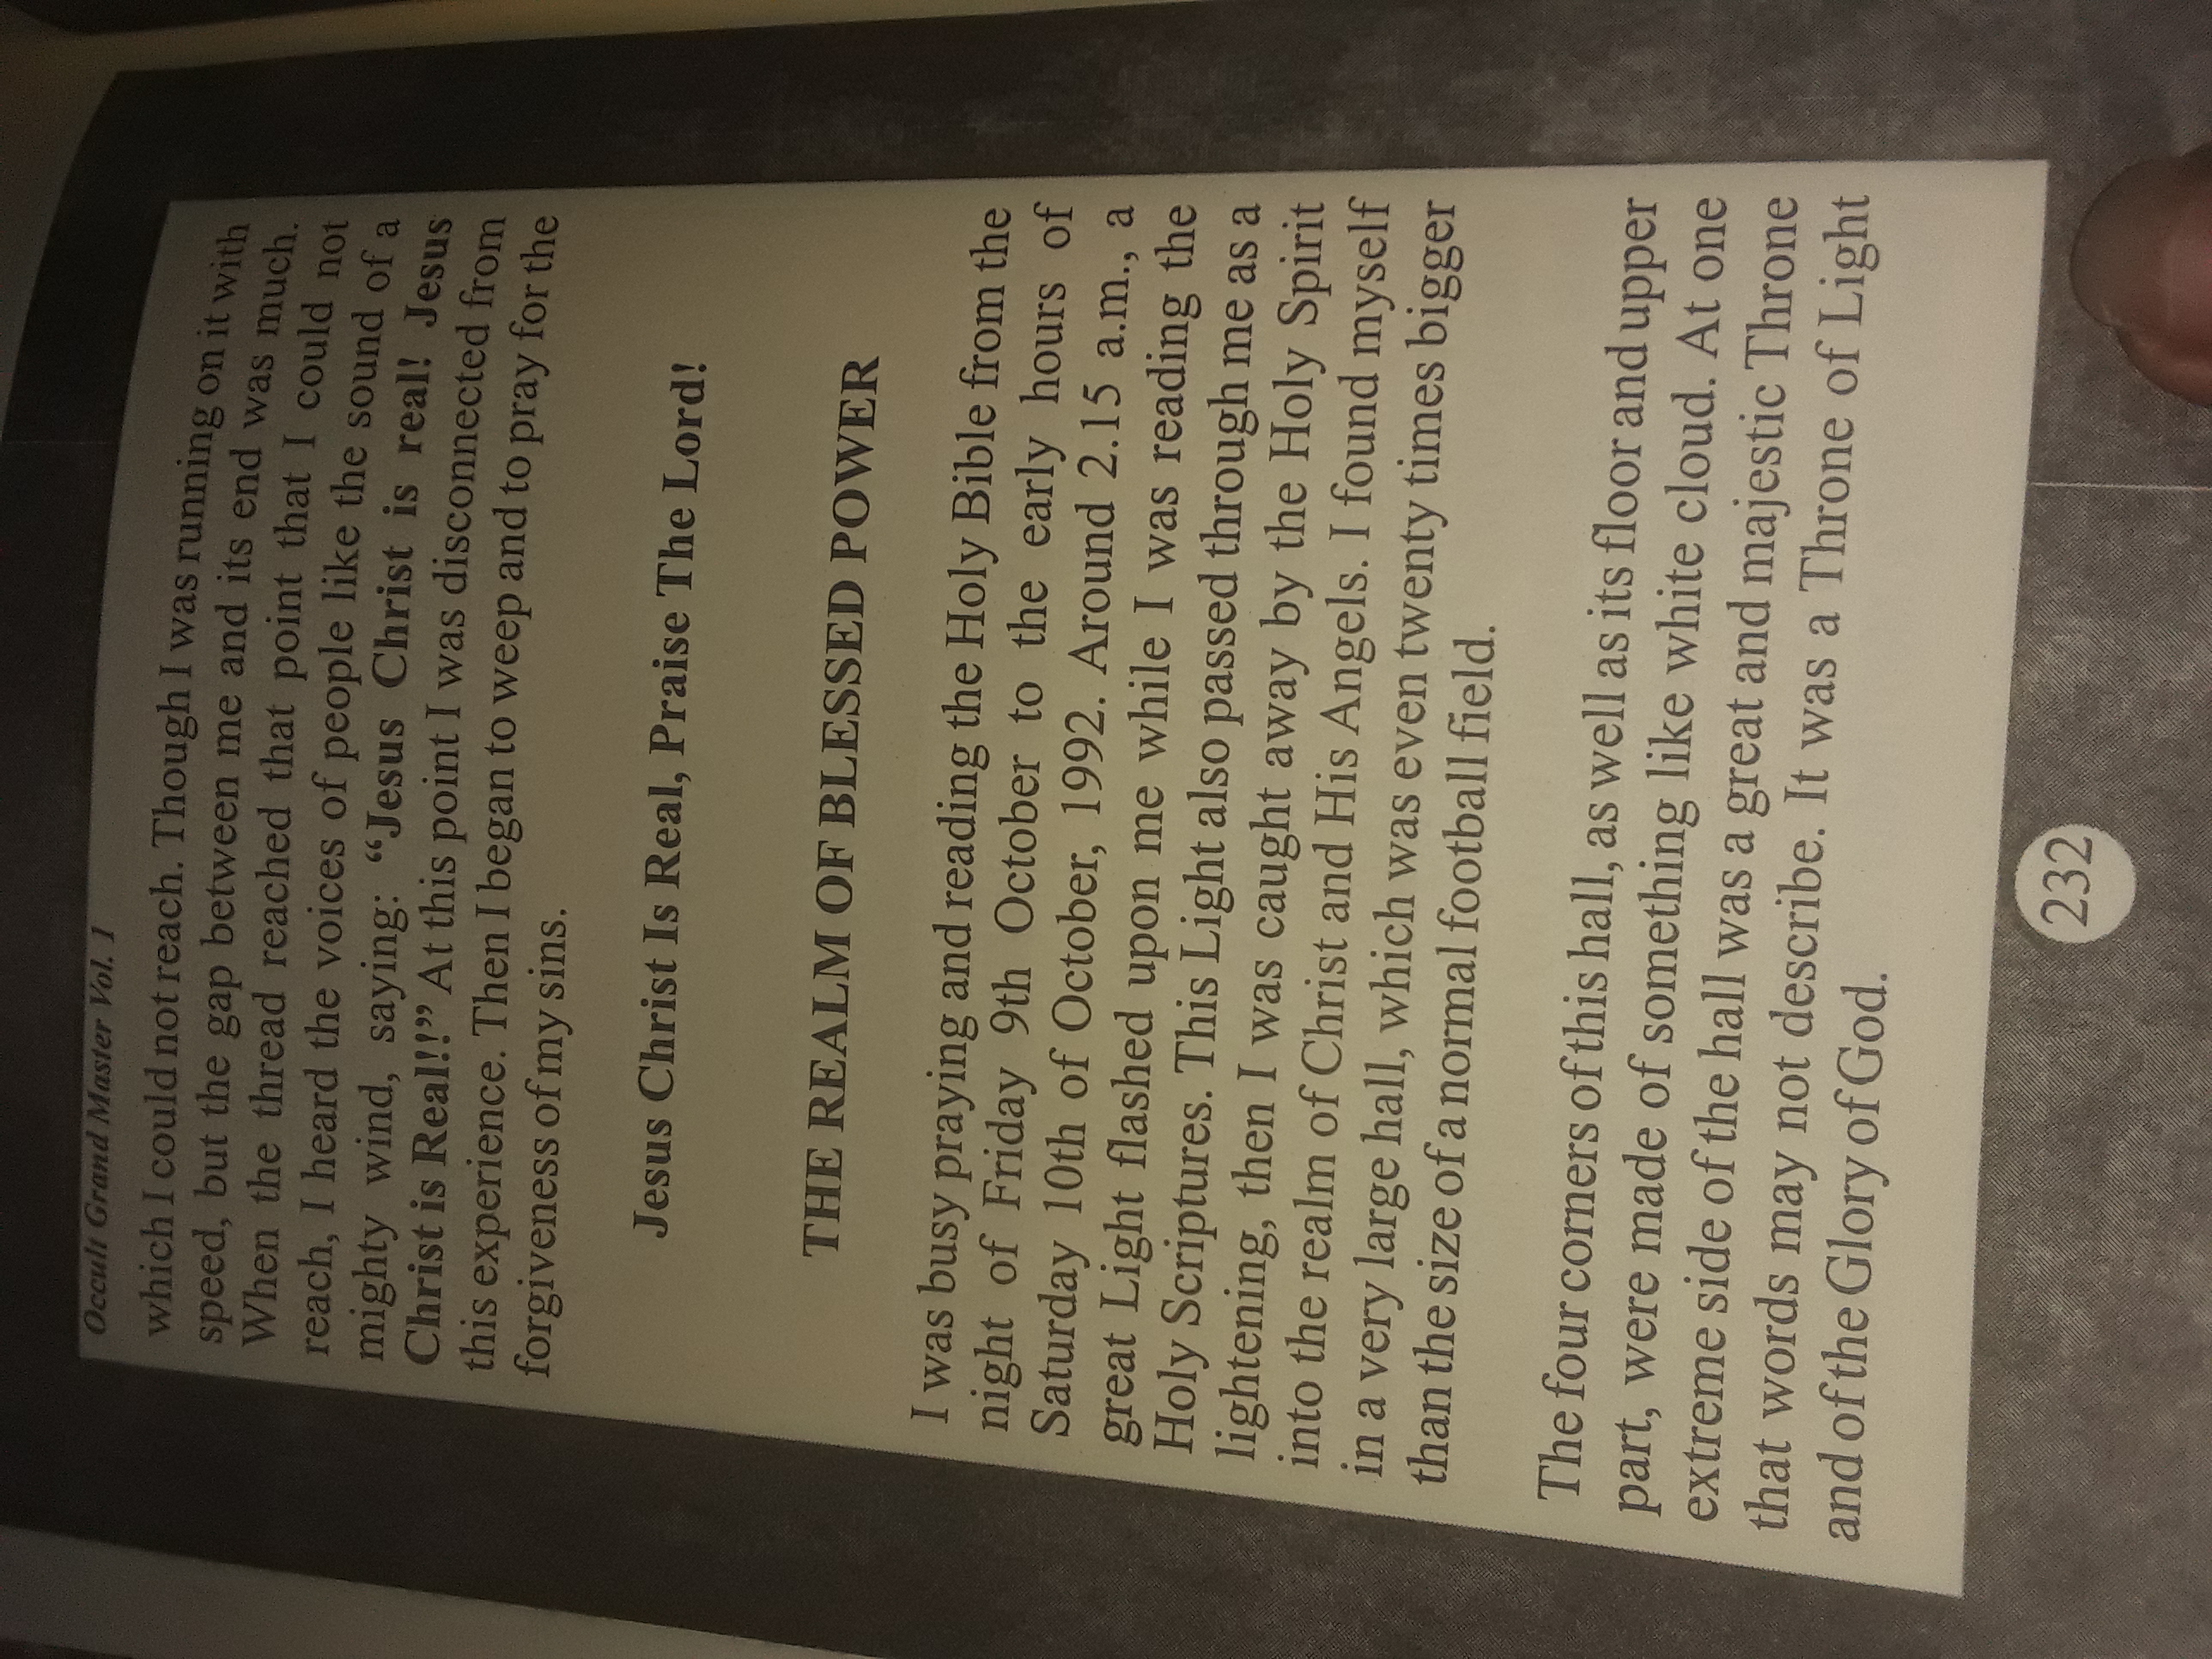 Occult Grand Master Vol. 1
which I could not reach. Though I was running on it with
speed, but the gap between me and its end was much.
When the thread reached that point that I could not
reach, I heard the voices of people like the sound of a
mighty wind, saying: “Jesus Christ is real! Jesus
Christ is Real!!” At this point I was disconnected from
this experience. Then I began to weep and to pray for the
forgiveness of my sins.
Jesus Christ Is Real, Praise The Lord!
THE REALM OF BLESSED POWER
I was busy praying and reading the Holy Bible from the
night of Friday 9th October to the early hours of
Saturday 10th of October, 1992. Around 2.15 a.m., a
great Light flashed upon me while I was reading the
Holy Scriptures. This Light also passed through me as a
lightening, then I was caught away by the Holy Spirit
into the realm of Christ and His Angels. I found myself
in a very large hall, which was even twenty times bigger
than the size of a normal football field.
The four corners of this hall, as well as its floor and upper
part, were made of something like white cloud. At one
extreme side of the hall was a great and majestic Throne
that words may not describe. It was a Throne of Light
and of the Glory of God.
232